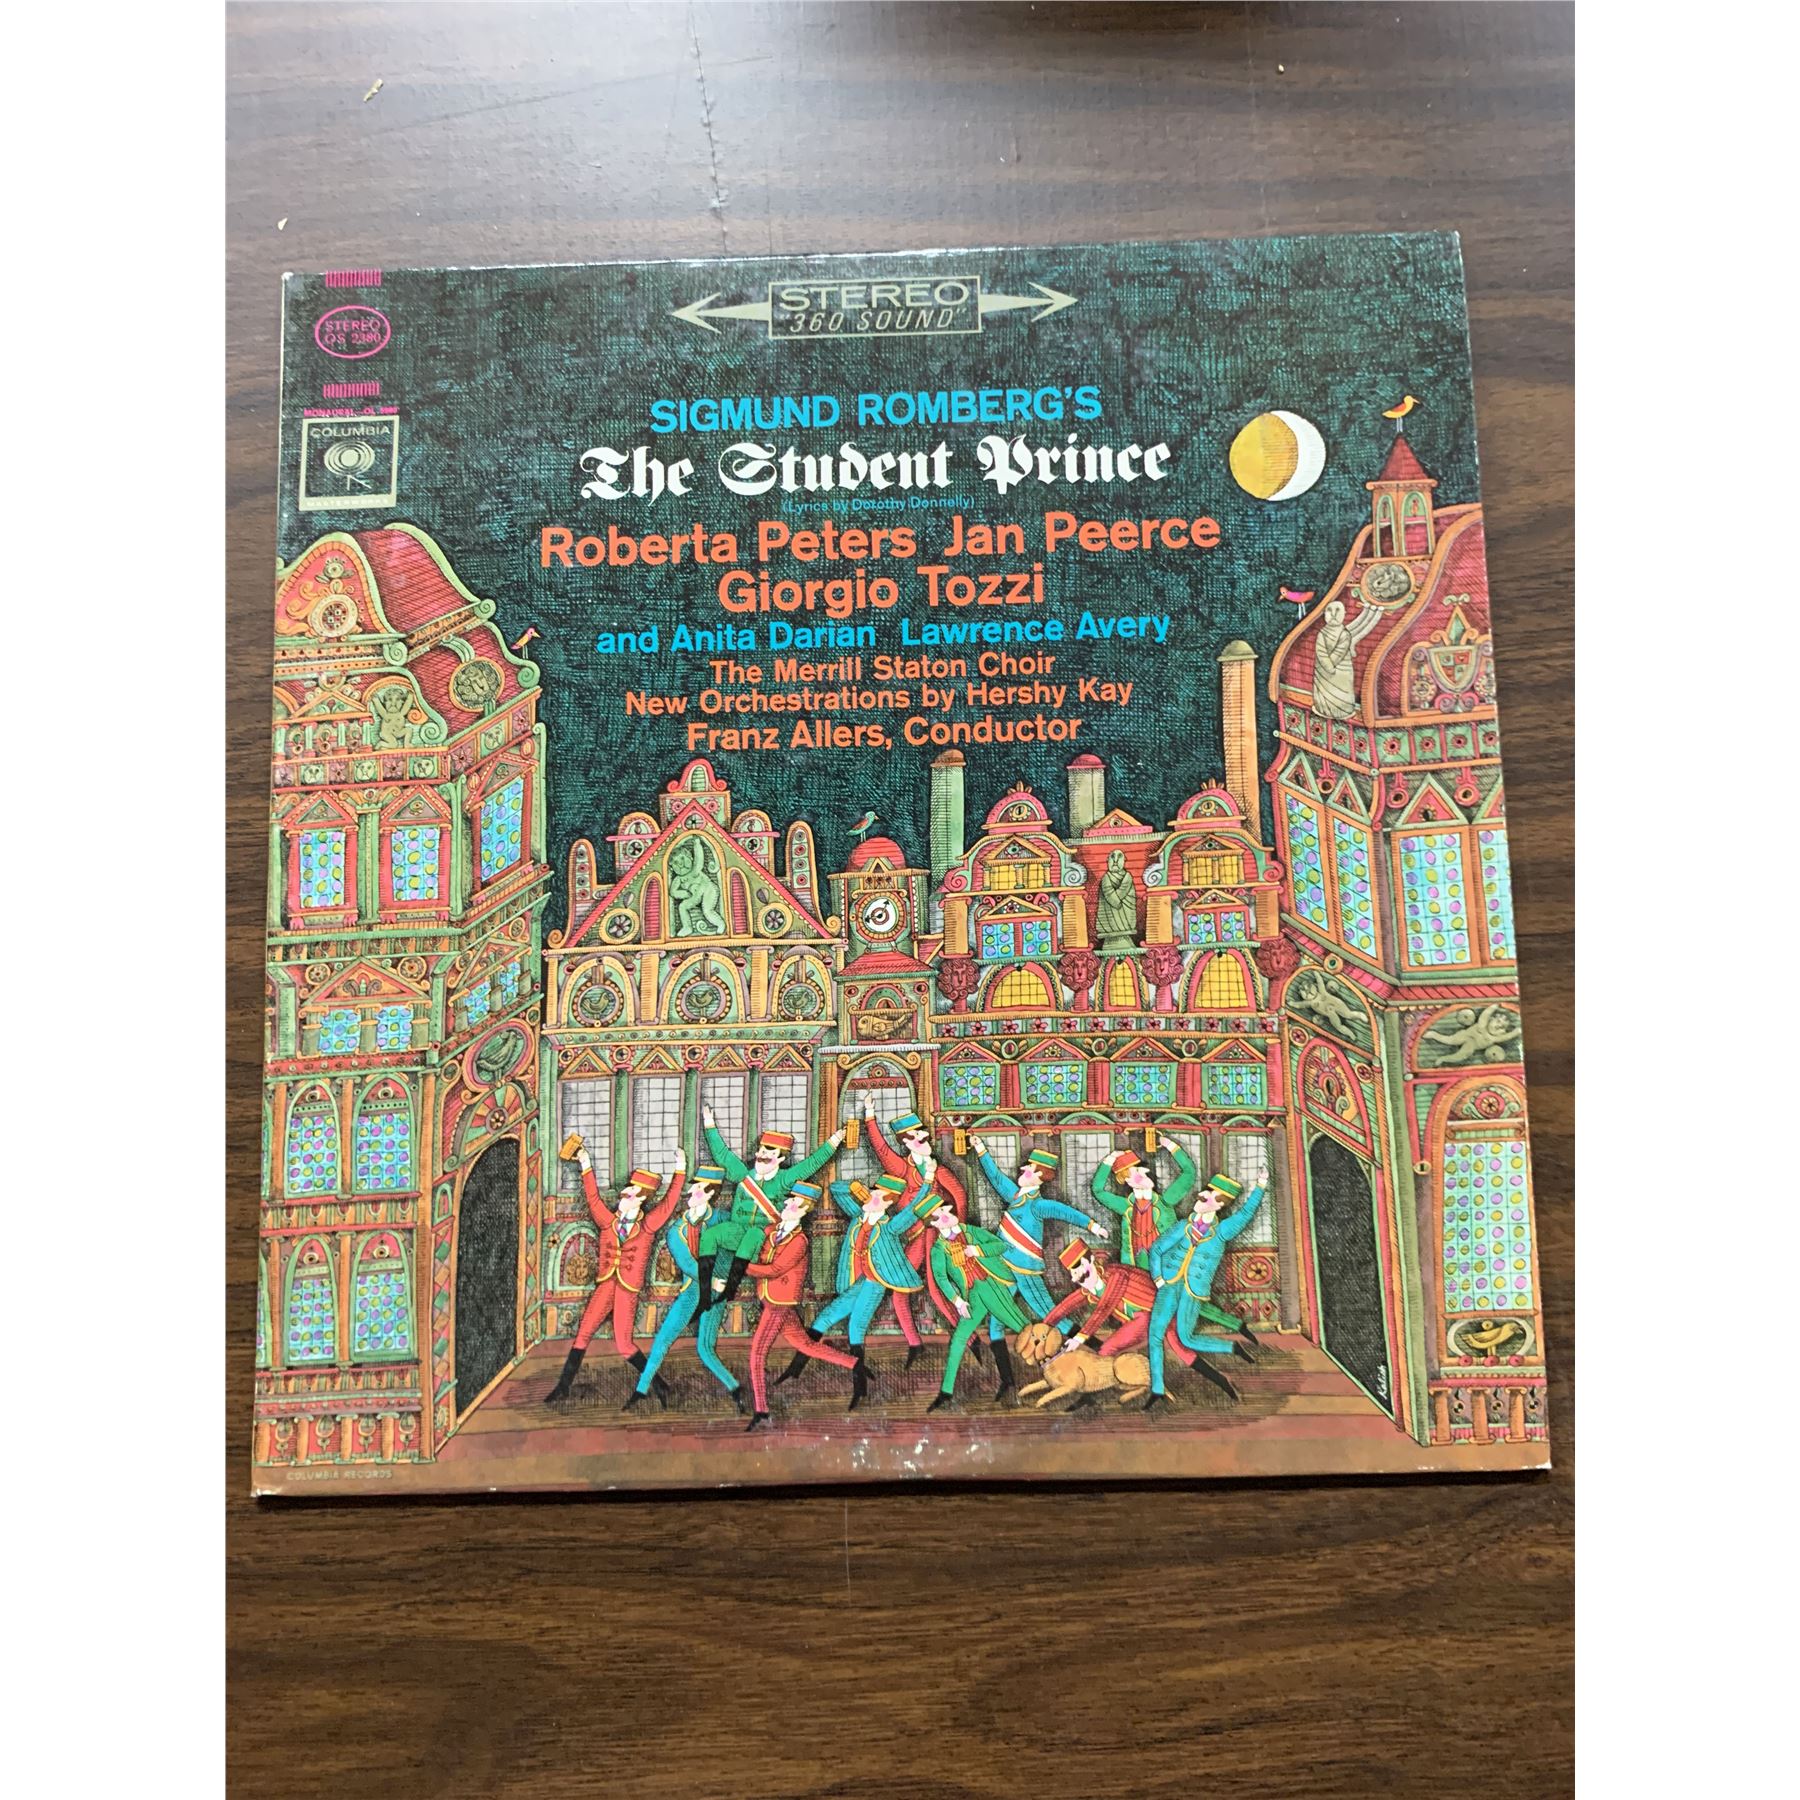 STEREO
"360 SOUND"
STEREO
OS 2380
MONAURAL-OL 5980
COLUMBIA
MASTERWORKS
SIGMUND ROMBERG'S
The Student Prince
(Lyrics by Dorothy Donnelly)
Roberta Peters Jan Peerce
Giorgio Tozzi
and Anita Darian Lawrence Avery
The Merrill Staton Choir
New Orchestrations by Hershy Kay
Franz Allers, Conductor
COLUMBIA RECORDS